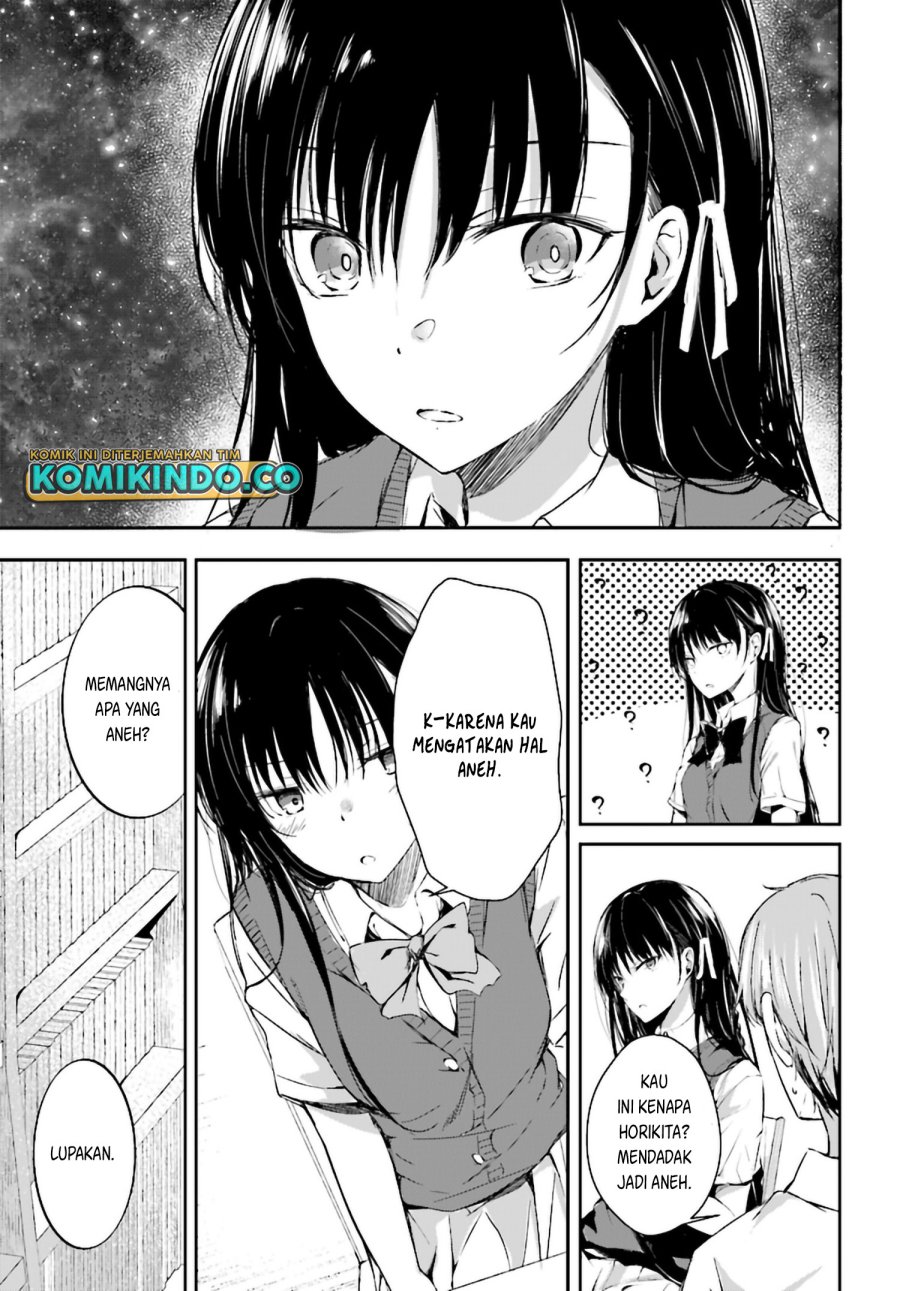 KOMIK INI DITERJEMAHKAN TIM
KOMIKINDO.CO
?
?
?
?
?
?
?
KAU
INI KENAPA
HORIKITA?
MENDADAK
JADI ANEH.
K-KARENA KAU
MENGATAKAN HAL
ANEH.
MEMANGNYA
APA YANG
ANEH?
LUPAKAN.